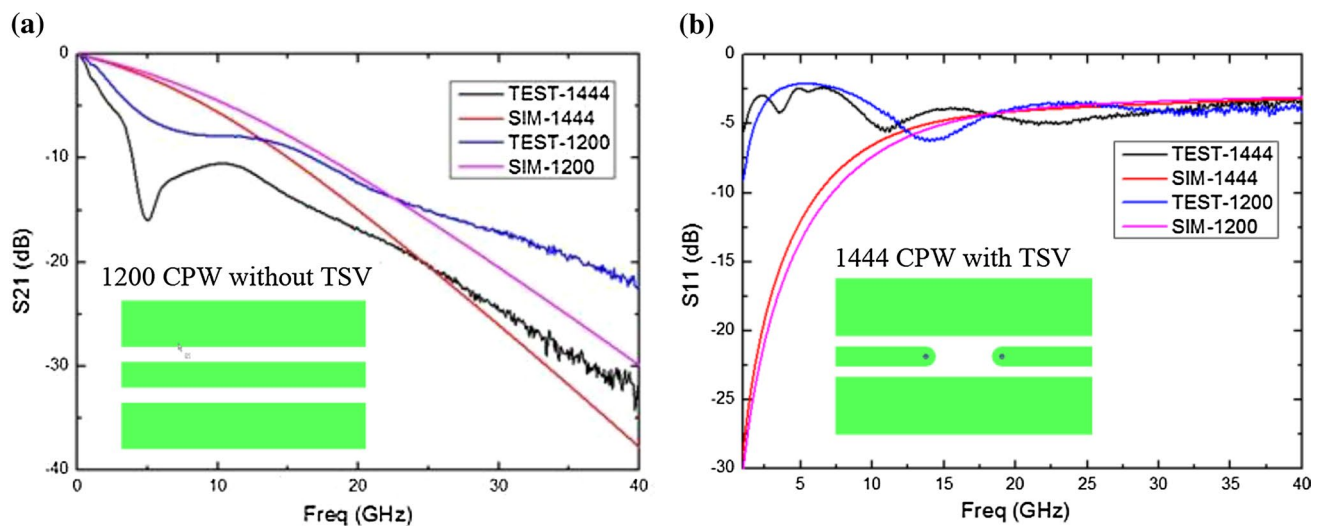 (a)
0
-10
-20
-30
-40
S21 (dB)
TEST-1444
SIM-1444
TEST-1200
SIM-1200
1200 CPW without TSV
0
10
20
30
40
Freq (GHz)
(b)
0
-5
-10
-15
-20
-25
-30
S11 (dB)
TEST-1444
SIM-1444
TEST-1200
SIM-1200
1444 CPW with TSV
5
10
15
20
25
30
35
40
Freq (GHz)